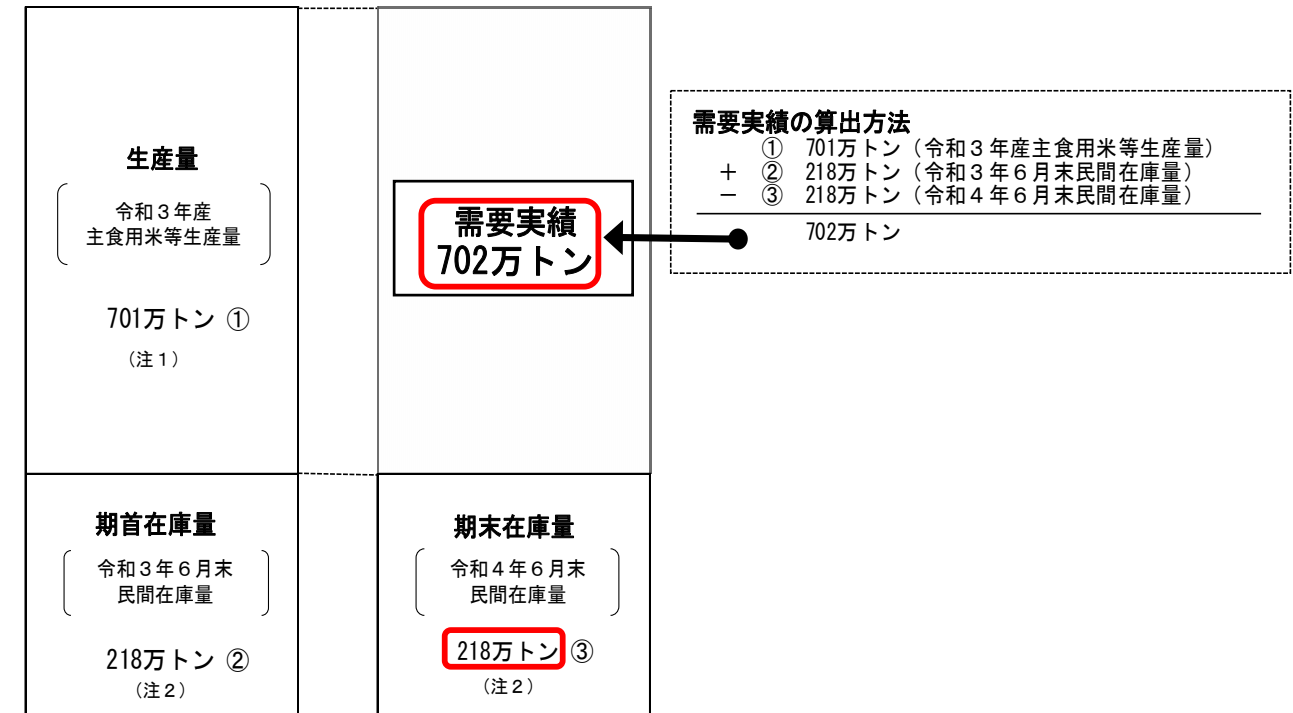 生産量
令和３年産
主食用米等生産量
701万トン ①
（注１）
需要実績
702万トン
需要実績の算出方法
① 701万トン（令和３年産主食用米等生産量）
＋ ② 218万トン（令和３年６月末民間在庫量）
－ ③ 218万トン（令和４年６月末民間在庫量）
702万トン
期首在庫量
令和３年６月末
民間在庫量
218万トン ②
（注２）
期末在庫量
令和４年６月末
民間在庫量
218万トン ③
（注２）